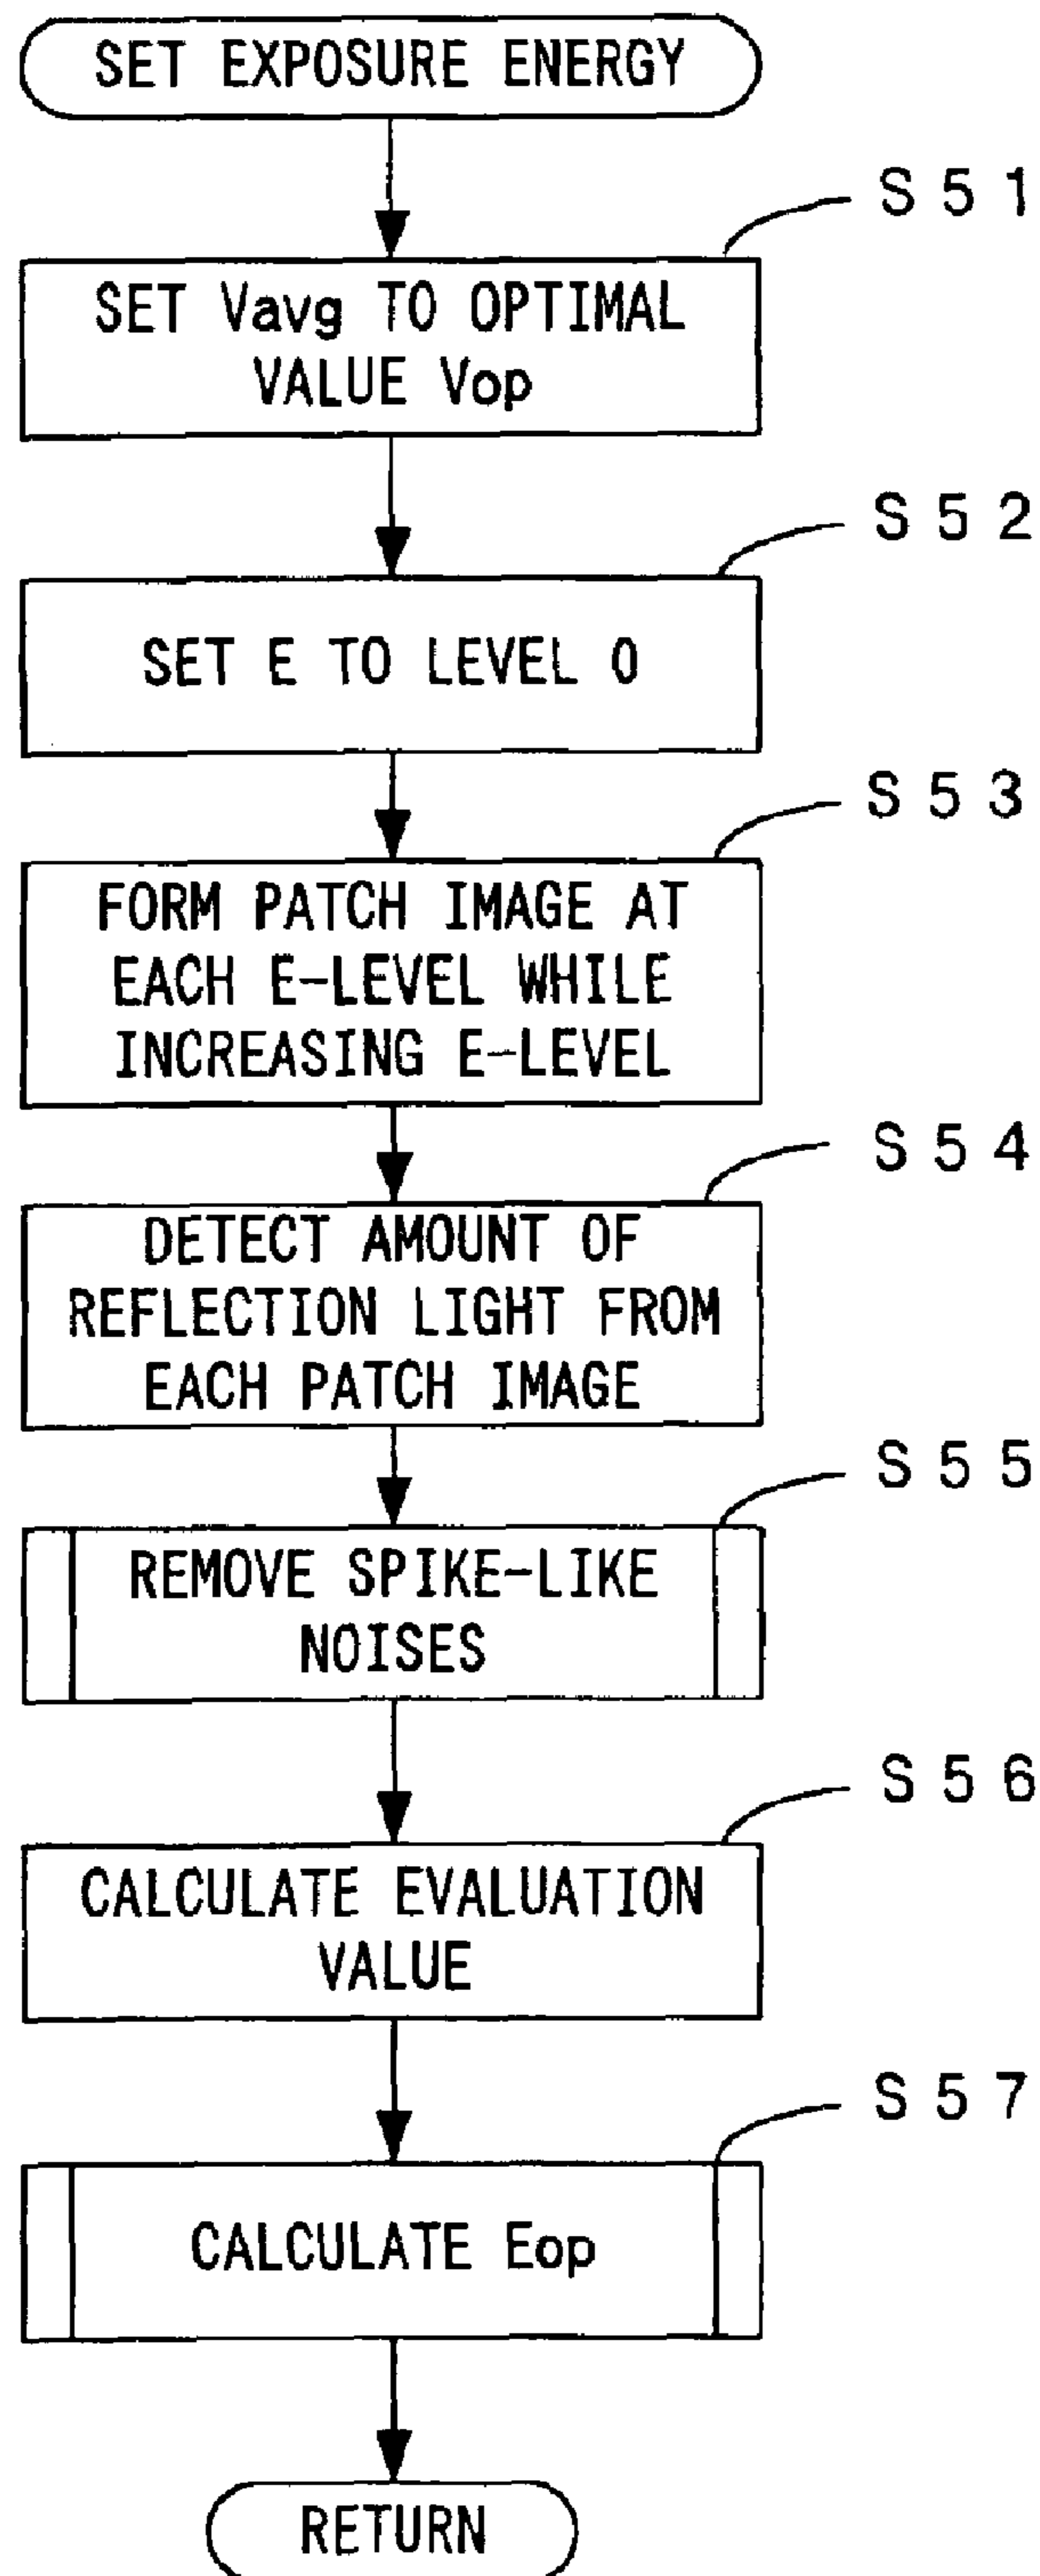 SET EXPOSURE ENERGY
S51
SET Vavg TO OPTIMAL
VALUE Vop
S52
SET E TO LEVEL 0
S53
FORM PATCH IMAGE AT
EACH E-LEVEL WHILE
INCREASING E-LEVEL
S54
DETECT AMOUNT OF
REFLECTION LIGHT FROM
EACH PATCH IMAGE
S55
REMOVE SPIKE-LIKE
NOISES
S56
CALCULATE EVALUATION
VALUE
S57
CALCULATE Eop
RETURN